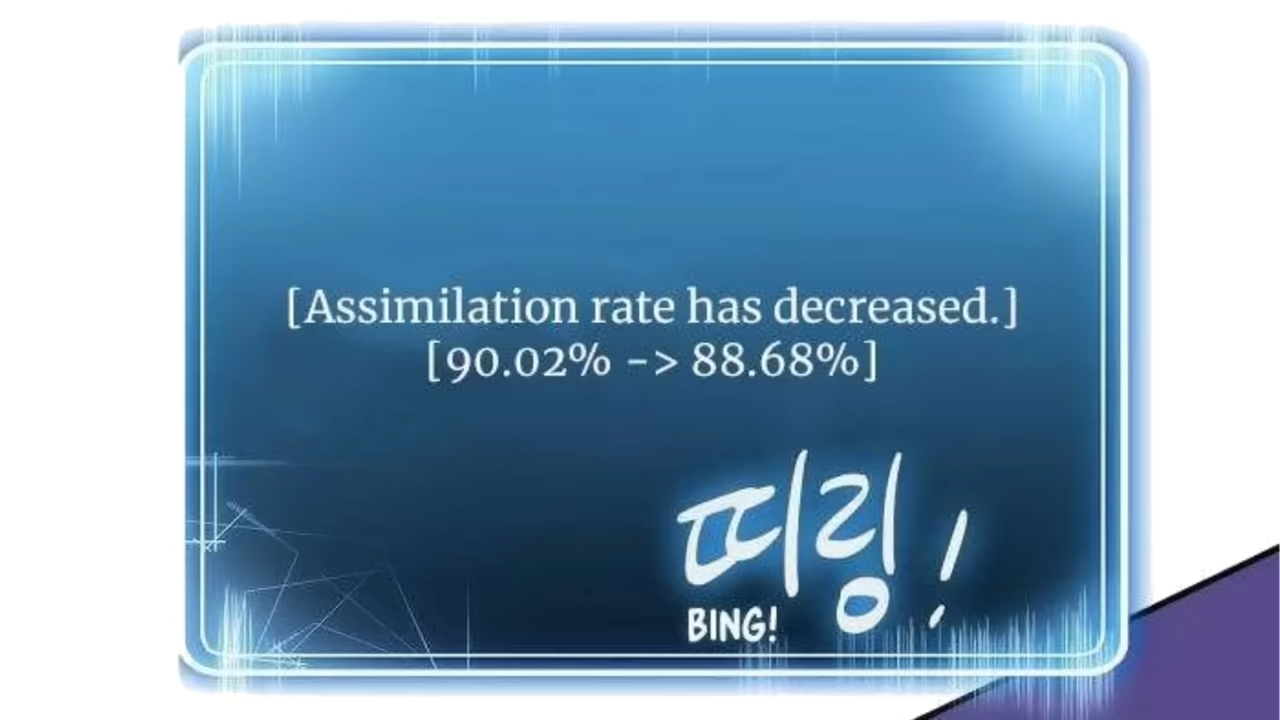 [Assimilation rate has decreased.]
[90.02% -> 88.68%]
띠링!
BING!